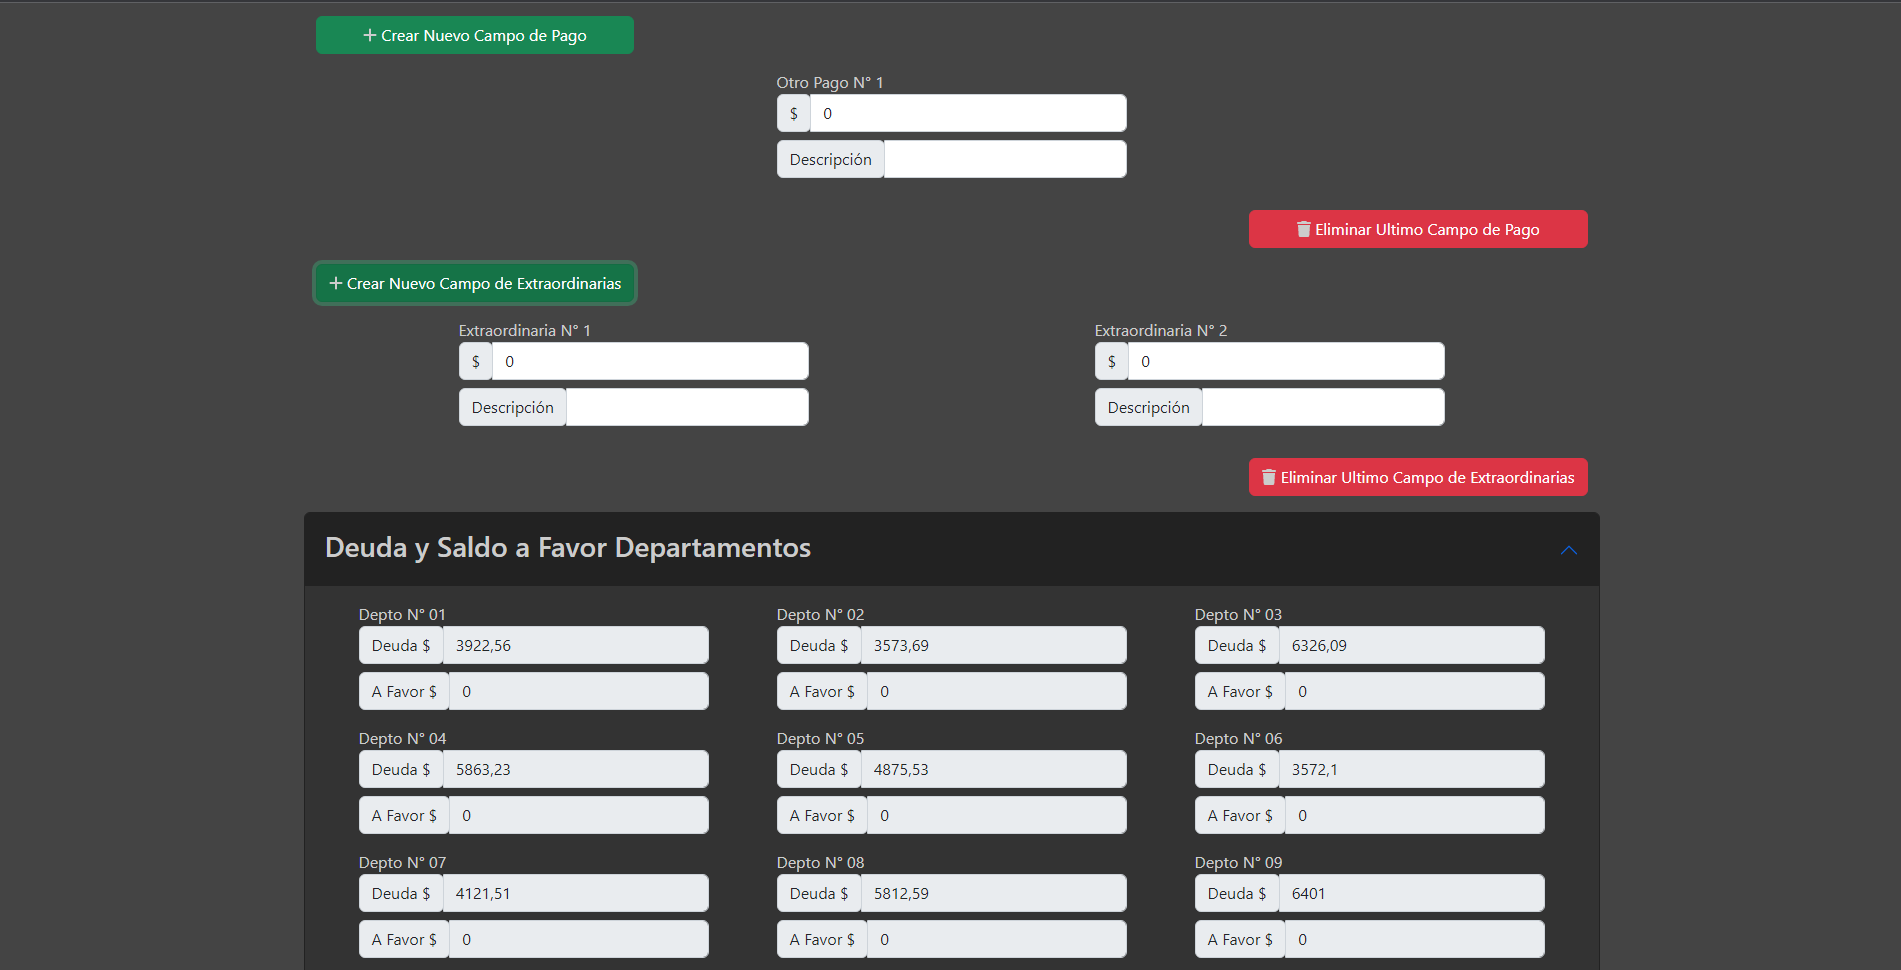 Crear Nuevo Campo de Pago
Otro Pago N° 1
$ 0
Descripción
Eliminar Ultimo Campo de Pago
Crear Nuevo Campo de Extraordinarias
Extraordinaria N° 1 Extraordinaria N° 2
$ 0 $ 0
Descripción Descripción
Eliminar Ultimo Campo de Extraordinarias
Deuda y Saldo a Favor Departamentos
Depto N° 01 Depto N° 02 Depto N° 03
Deuda $ 3922,56 Deuda $ 3573,69 Deuda $ 6326,09
A Favor $ 0 A Favor $ 0 A Favor $ 0
Depto N° 04 Depto N° 05 Depto N° 06
Deuda $ 5863,23 Deuda $ 4875,53 Deuda $ 3572,1
A Favor $ 0 A Favor $ 0 A Favor $ 0
Depto N° 07 Depto N° 08 Depto N° 09
Deuda $ 4121,51 Deuda $ 5812,59 Deuda $ 6401
A Favor $ 0 A Favor $ 0 A Favor $ 0